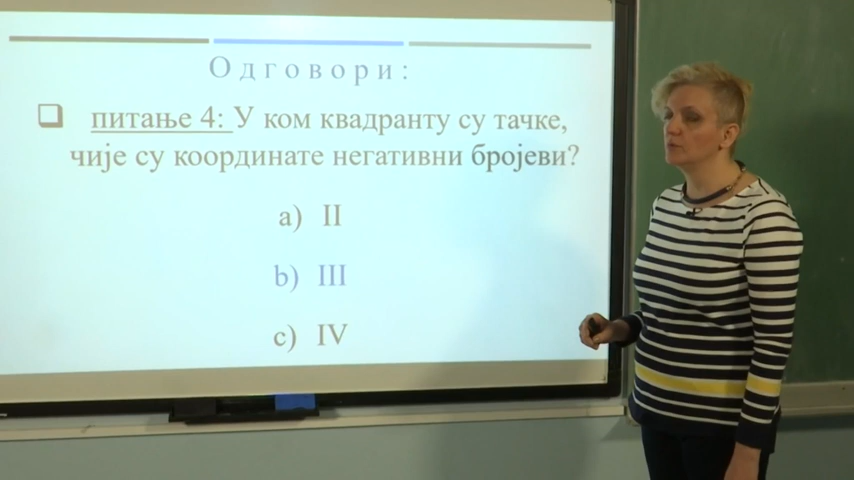 Одговори:
питање 4: У ком квадранту су тачке,
чије су координате негативни бројеви?
a) II
b) III
c) IV